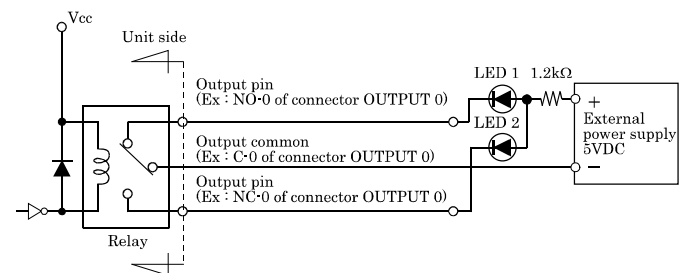 Vcc
Unit side
LED 1 1.2kΩ
Output pin
(Ex : NO-0 of connector OUTPUT 0)
+
LED 2
External
power supply
5VDC
Output common
(Ex : C-0 of connector OUTPUT 0)
−
Output pin
(Ex : NC-0 of connector OUTPUT 0)
Relay